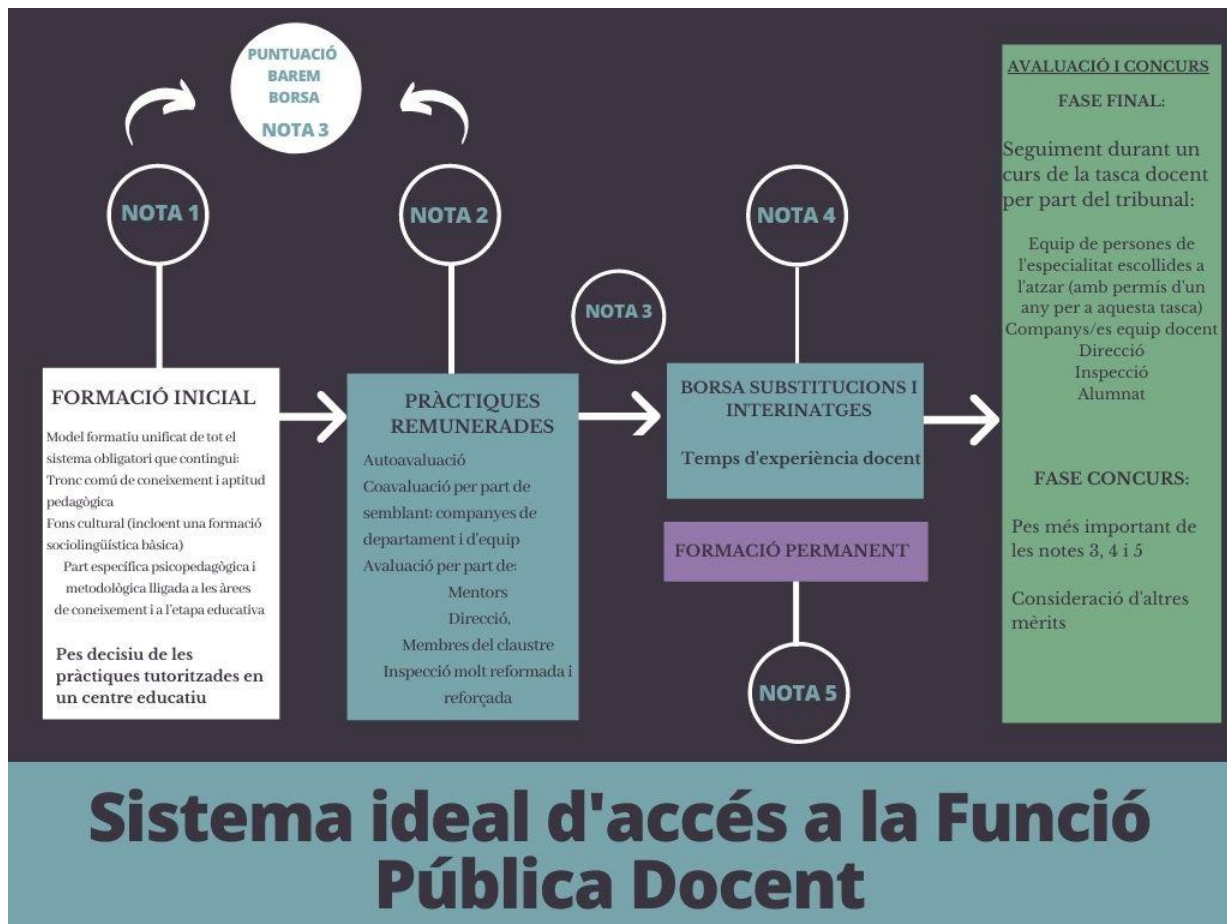 PUNTUACIÓ
BAREM
BORSA
NOTA 3
NOTA 1
NOTA 2
NOTA 3
NOTA 4
FORMACIÓ INICIAL
Model formatiu unificat de tot el
sistema obligatori que contingui:
Tronc comú de coneixement i aptitud
pedagògica
Fons cultural (incloent una formació
sociolingüística bàsica)
Part específica psicopedagògica i
metodològica lligada a les àrees
de coneixement i a l'etapa educativa
Pes decisiu de les
pràctiques tutoritzades en
un centre educatiu
PRÀCTIQUES
REMUNERADES
Autoavaluació
Coavaluació per part de
semblant: companyes de
departament i d'equip
Avaluació per part de:
Mentors
Direcció,
Membres del claustre
Inspecció molt reformada i
reforçada
BORSA SUBSTITUCIONS I
INTERINATGES
Temps d'experiència docent
FORMACIÓ PERMANENT
NOTA 5
AVALUACIÓ I CONCURS
FASE FINAL:
Seguiment durant un
curs de la tasca docent
per part del tribunal:
Equip de persones de
l'especialitat escollides a
l'atzar (amb permís d'un
any per a aquesta tasca)
Companys/es equip docent
Direcció
Inspecció
Alumnat
FASE CONCURS:
Pes més important de
les notes 3, 4 i 5
Consideració d'altres
mèrits
Sistema ideal d'accés a la Funció
Pública Docent